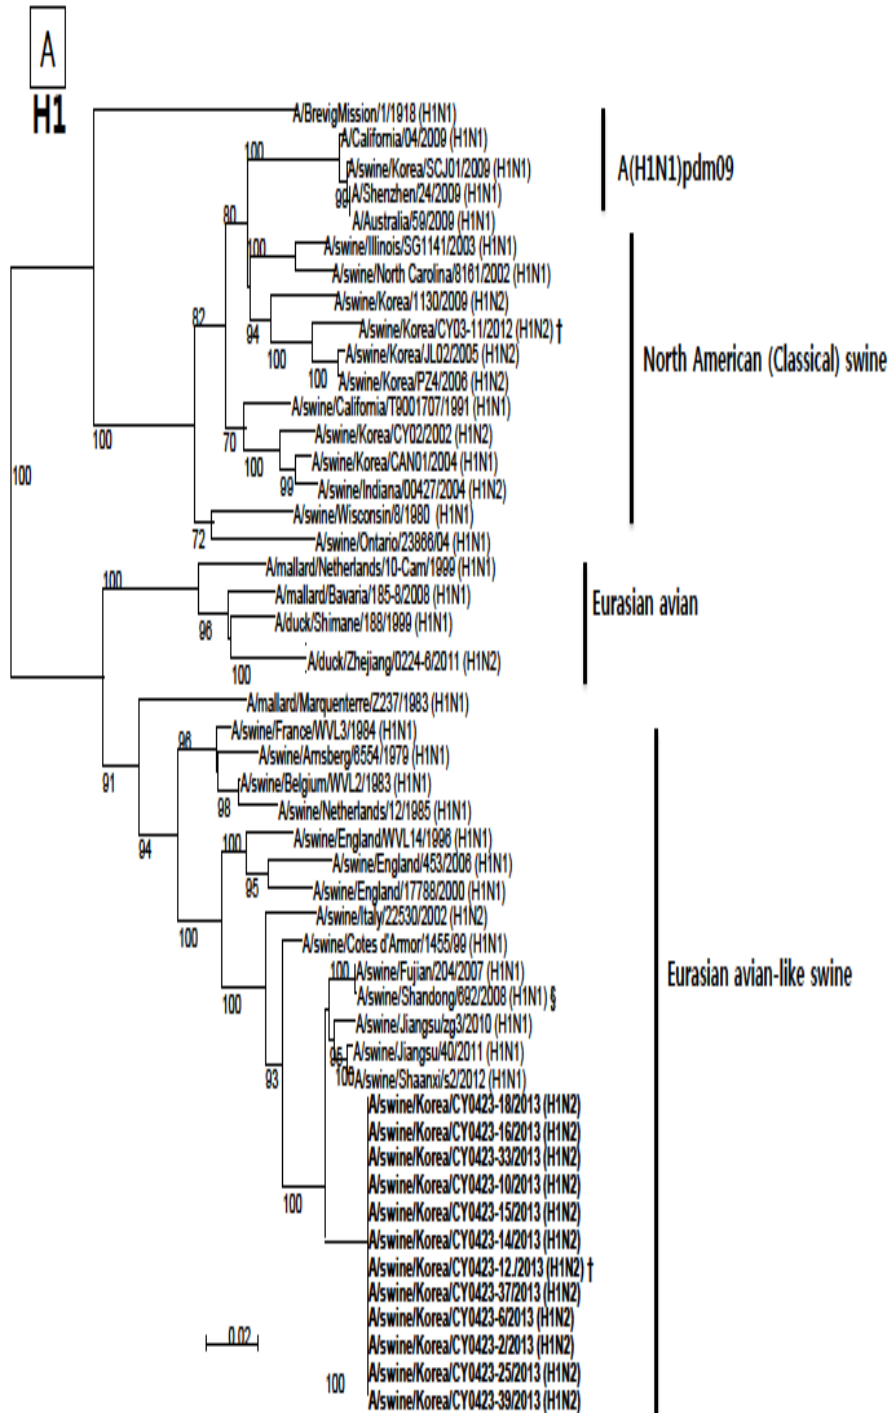 A
H1
A/BrevigMission/1/1918 (H1N1)
A/California/04/2009 (H1N1)
100
A/swine/Korea/SCJ01/2009 (H1N1)
A(H1N1)pdm09
99
A/Shenzhen/24/2009 (H1N1)
80
A/Australia/59/2009 (H1N1)
100
A/swine/Illinois/SG1141/2003 (H1N1)
A/swine/North Carolina/8161/2002 (H1N1)
A/swine/Korea/1130/2009 (H1N2)
82
94
A/swine/Korea/CY03-11/2012 (H1N2) †
100
A/swine/Korea/JL02/2005 (H1N2)
North American (Classical) swine
100
A/swine/Korea/PZ4/2006 (H1N2)
A/swine/California/T9001707/1991 (H1N1)
100
70
A/swine/Korea/CY02/2002 (H1N2)
100
A/swine/Korea/CAN01/2004 (H1N1)
100
99
A/swine/Indiana/00427/2004 (H1N2)
A/swine/Wisconsin/8/1980 (H1N1)
72
A/swine/Ontario/23866/04 (H1N1)
A/mallard/Netherlands/10-Cam/1999 (H1N1)
100
A/mallard/Bavaria/185-8/2008 (H1N1)
Eurasian avian
96
A/duck/Shimane/188/1999 (H1N1)
A/duck/Zhejiang/0224-6/2011 (H1N2)
100
A/mallard/Marquenterre/Z237/1983 (H1N1)
96
A/swine/France/WVL3/1984 (H1N1)
A/swine/Arnsberg/6554/1979 (H1N1)
91
A/swine/Belgium/WVL2/1983 (H1N1)
98
A/swine/Netherlands/12/1985 (H1N1)
94
100
A/swine/England/WVL14/1996 (H1N1)
A/swine/England/453/2006 (H1N1)
95
A/swine/England/17788/2000 (H1N1)
A/swine/Italy/22530/2002 (H1N2)
100
A/swine/Cotes d'Armor/1455/99 (H1N1)
100
A/swine/Fujian/204/2007 (H1N1)
Eurasian avian-like swine
100
A/swine/Shandong/692/2008 (H1N1) §
A/swine/Jiangsu/zg3/2010 (H1N1)
95
A/swine/Jiangsu/40/2011 (H1N1)
93
100
A/swine/Shaanxi/s2/2012 (H1N1)
A/swine/Korea/CY0423-18/2013 (H1N2)
A/swine/Korea/CY0423-16/2013 (H1N2)
A/swine/Korea/CY0423-33/2013 (H1N2)
A/swine/Korea/CY0423-10/2013 (H1N2)
100
A/swine/Korea/CY0423-15/2013 (H1N2)
A/swine/Korea/CY0423-14/2013 (H1N2)
A/swine/Korea/CY0423-12./2013 (H1N2) †
A/swine/Korea/CY0423-37/2013 (H1N2)
A/swine/Korea/CY0423-6/2013 (H1N2)
0.02
A/swine/Korea/CY0423-2/2013 (H1N2)
A/swine/Korea/CY0423-25/2013 (H1N2)
100
A/swine/Korea/CY0423-39/2013 (H1N2)